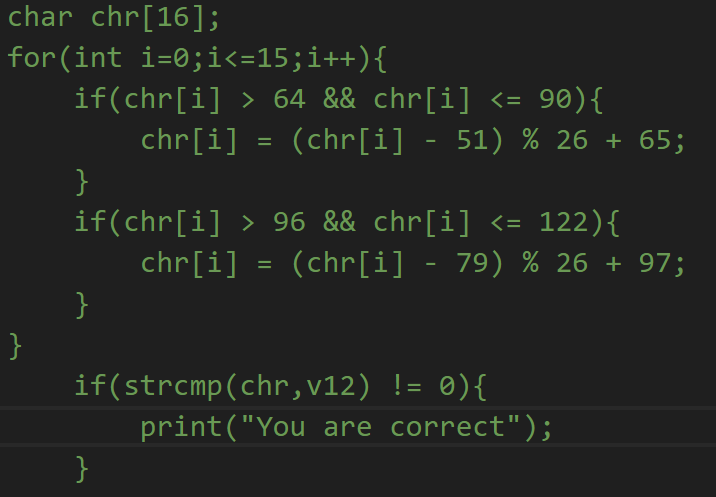 char chr[16];
for(int i=0;i<=15;i++){
    if(chr[i] > 64 && chr[i] <= 90){
        chr[i] = (chr[i] - 51) % 26 + 65;
    }
    if(chr[i] > 96 && chr[i] <= 122){
        chr[i] = (chr[i] - 79) % 26 + 97;
    }
}
    if(strcmp(chr,v12) != 0){
        print("You are correct");
    }